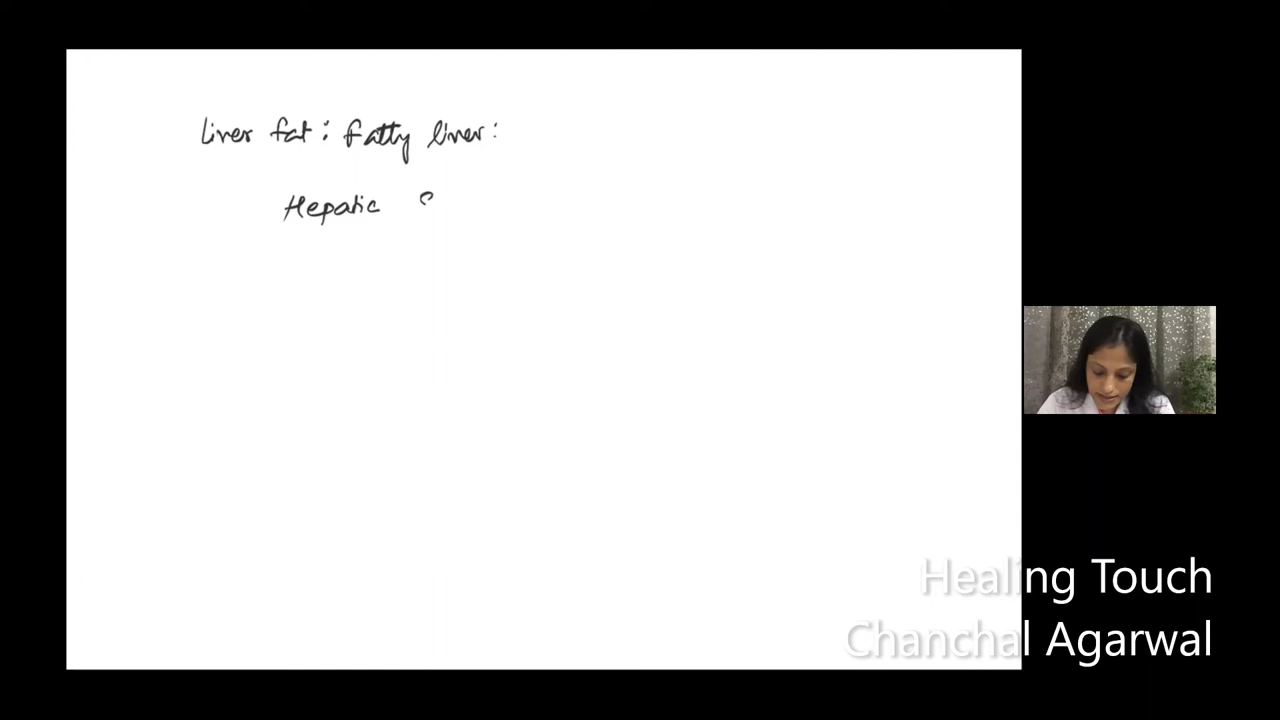 Liver fat : Fatty liver :
Hepatic S
Healing Touch
Chanchal Agarwal